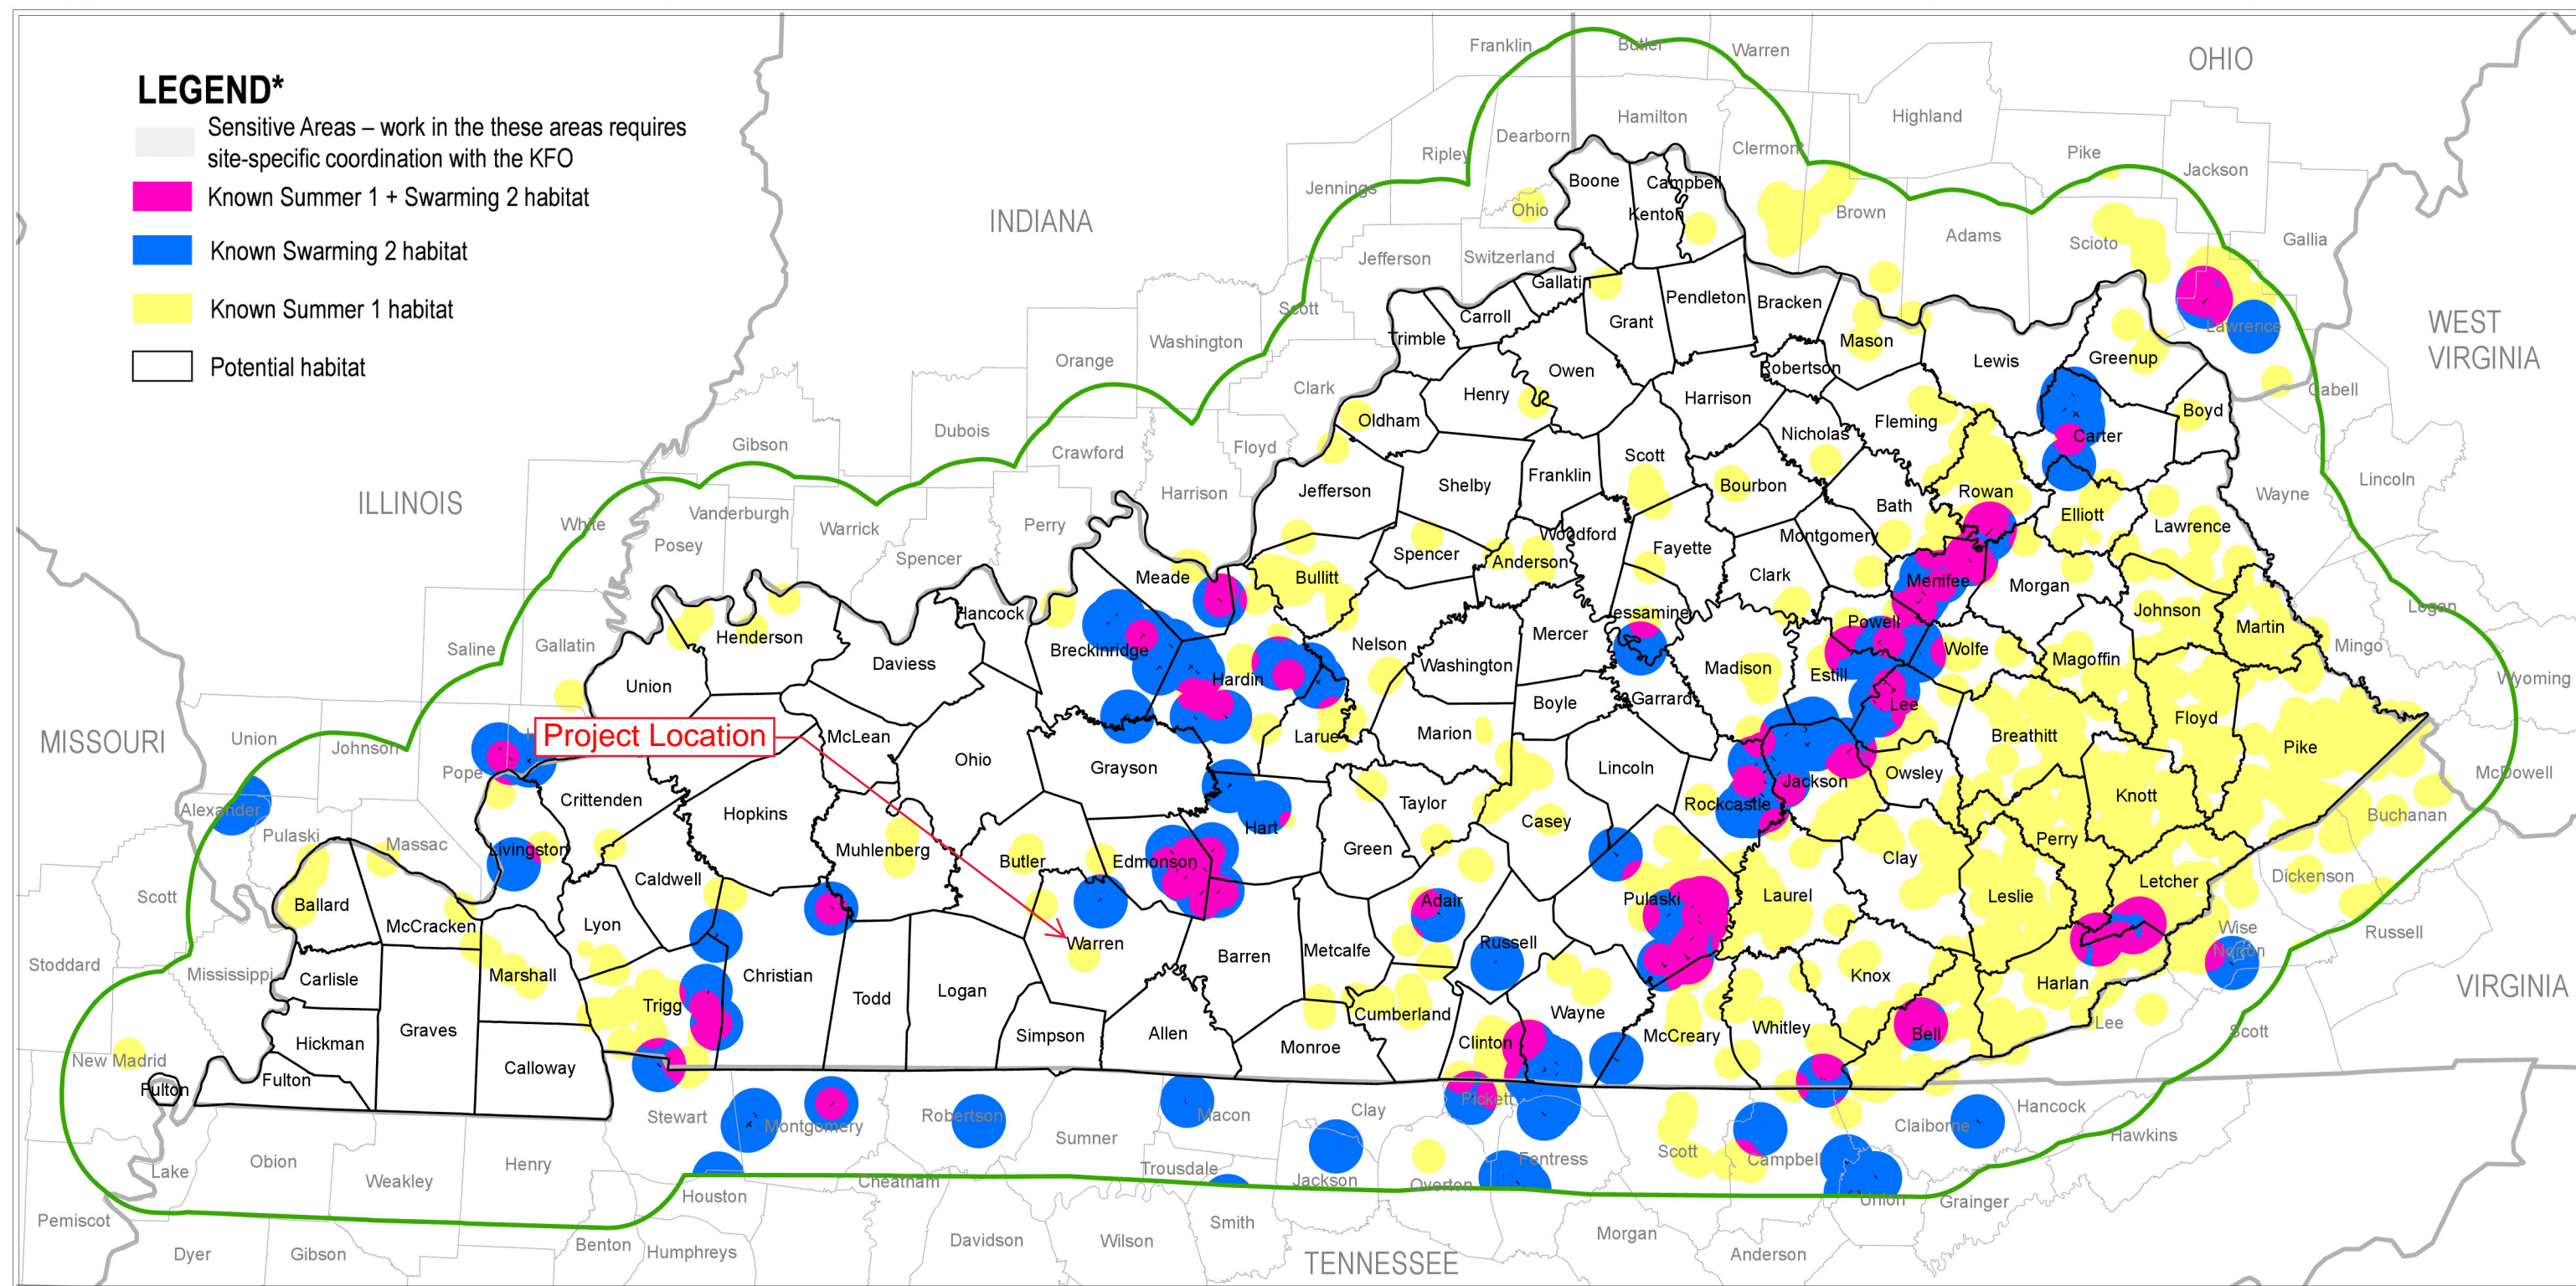 LEGEND*
Sensitive Areas – work in the these areas requires
site-specific coordination with the KFO
Known Summer 1 + Swarming 2 habitat
Known Swarming 2 habitat
Known Summer 1 habitat
Potential habitat
Project Location
OHIO
INDIANA
ILLINOIS
MISSOURI
WEST
VIRGINIA
VIRGINIA
TENNESSEE
Franklin
Butler
Warren
Hamilton
Highland
Dearborn
Clermont
Ripley
Pike
Jackson
Jennings
Ohio
Brown
Adams
Scioto
Gallia
Jefferson
Switzerland
Scott
Lawrence
Washington
Orange
Clark
Cabell
Dubois
Gibson
Crawford
Floyd
Harrison
Lincoln
Wayne
Perry
White
Vanderburgh
Warrick
Posey
Spencer
Logan
Saline
Gallatin
Mingo
Wyoming
Union
Johnson
Pope
McDowell
Alexander
Pulaski
Massac
Buchanan
Scott
Dickenson
Wise
Norton
Russell
Stoddard
Mississippi
Lee
Scott
New Madrid
Stewart
Montgomery
Robertson
Macon
Clay
Pickett
Claiborne
Hancock
Hawkins
Sumner
Lake
Obion
Weakley
Henry
Houston
Cheatham
Trousdale
Jackson
Overton
Fentress
Scott
Campbell
Union
Grainger
Pemiscot
Dyer
Gibson
Benton
Humphreys
Davidson
Wilson
Smith
Morgan
Anderson
Boone
Campbell
Kenton
Gallatin
Carroll
Trimble
Grant
Pendleton
Bracken
Mason
Lewis
Greenup
Owen
Robertson
Henry
Harrison
Oldham
Fleming
Boyd
Nicholas
Carter
Scott
Franklin
Shelby
Jefferson
Bourbon
Rowan
Bath
Elliott
Lawrence
Woodford
Fayette
Montgomery
Spencer
Anderson
Meade
Bullitt
Clark
Menifee
Morgan
Johnson
Martin
Hancock
Henderson
Daviess
Breckinridge
Nelson
Mercer
Powell
Wolfe
Magoffin
Washington
Madison
Estill
Union
Hardin
Garrard
Boyle
Lee
Floyd
McLean
Larue
Marion
Breathitt
Pike
Ohio
Grayson
Lincoln
Owsley
Jackson
Knott
Crittenden
Hopkins
Taylor
Rockcastle
Hart
Casey
Perry
Livingston
Muhlenberg
Butler
Edmonson
Green
Clay
Caldwell
Letcher
Ballard
Adair
Pulaski
Laurel
Leslie
McCracken
Lyon
Warren
Russell
Carlisle
Marshall
Christian
Barren
Metcalfe
Knox
Harlan
Trigg
Todd
Logan
Cumberland
Wayne
Graves
Hickman
Simpson
Allen
Monroe
Clinton
McCreary
Whitley
Bell
Calloway
Fulton
Fulton